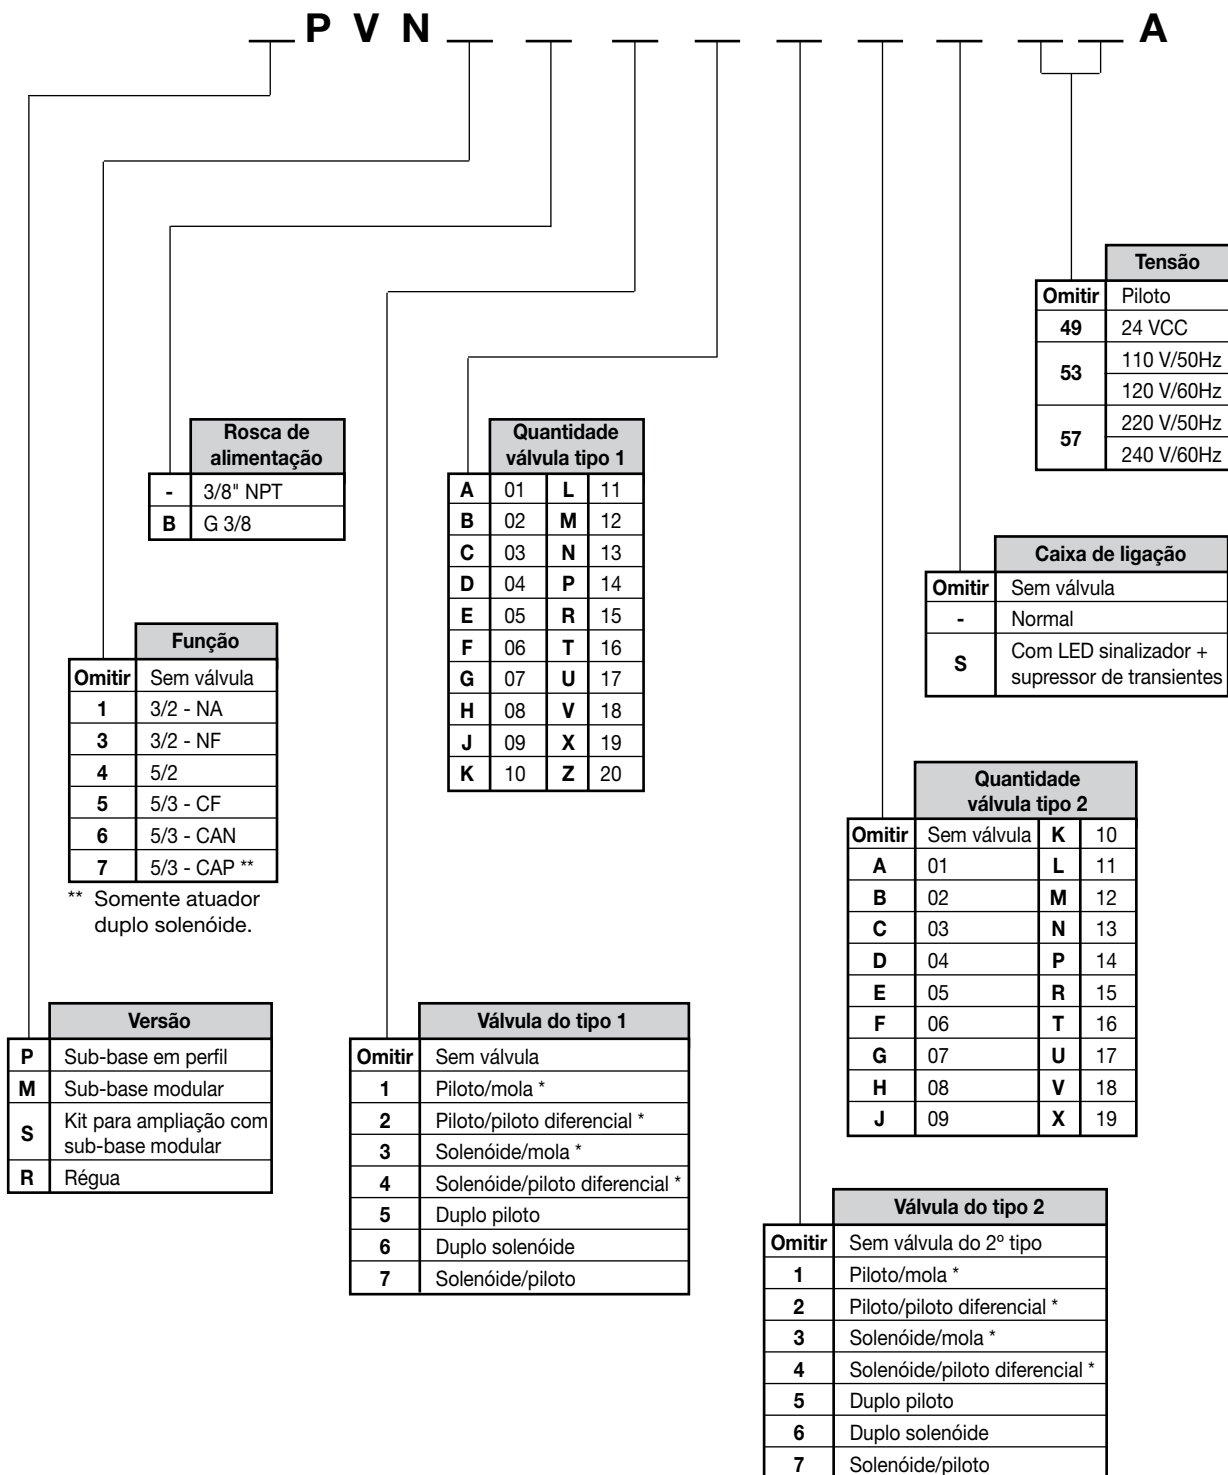 __ P V N __ __ __ __ __ __ __ __ __ A
Tensão
Omitir Piloto
49 24 VCC
53 110 V/50Hz
120 V/60Hz
57 220 V/50Hz
240 V/60Hz
Rosca de
alimentação
- 3/8" NPT
B G 3/8
Quantidade
válvula tipo 1
A 01 L 11
B 02 M 12
C 03 N 13
D 04 P 14
E 05 R 15
F 06 T 16
G 07 U 17
H 08 V 18
J 09 X 19
K 10 Z 20
Caixa de ligação
Omitir Sem válvula
- Normal
S Com LED sinalizador +
supressor de transientes
Função
Omitir Sem válvula
1 3/2 - NA
3 3/2 - NF
4 5/2
5 5/3 - CF
6 5/3 - CAN
7 5/3 - CAP **
** Somente atuador
duplo solenóide.
Quantidade
válvula tipo 2
Omitir Sem válvula K 10
A 01 L 11
B 02 M 12
C 03 N 13
D 04 P 14
E 05 R 15
F 06 T 16
G 07 U 17
H 08 V 18
J 09 X 19
Versão
P Sub-base em perfil
M Sub-base modular
S Kit para ampliação com
sub-base modular
R Régua
Válvula do tipo 1
Omitir Sem válvula
1 Piloto/mola *
2 Piloto/piloto diferencial *
3 Solenóide/mola *
4 Solenóide/piloto diferencial *
5 Duplo piloto
6 Duplo solenóide
7 Solenóide/piloto
Válvula do tipo 2
Omitir Sem válvula do 2º tipo
1 Piloto/mola *
2 Piloto/piloto diferencial *
3 Solenóide/mola *
4 Solenóide/piloto diferencial *
5 Duplo piloto
6 Duplo solenóide
7 Solenóide/piloto